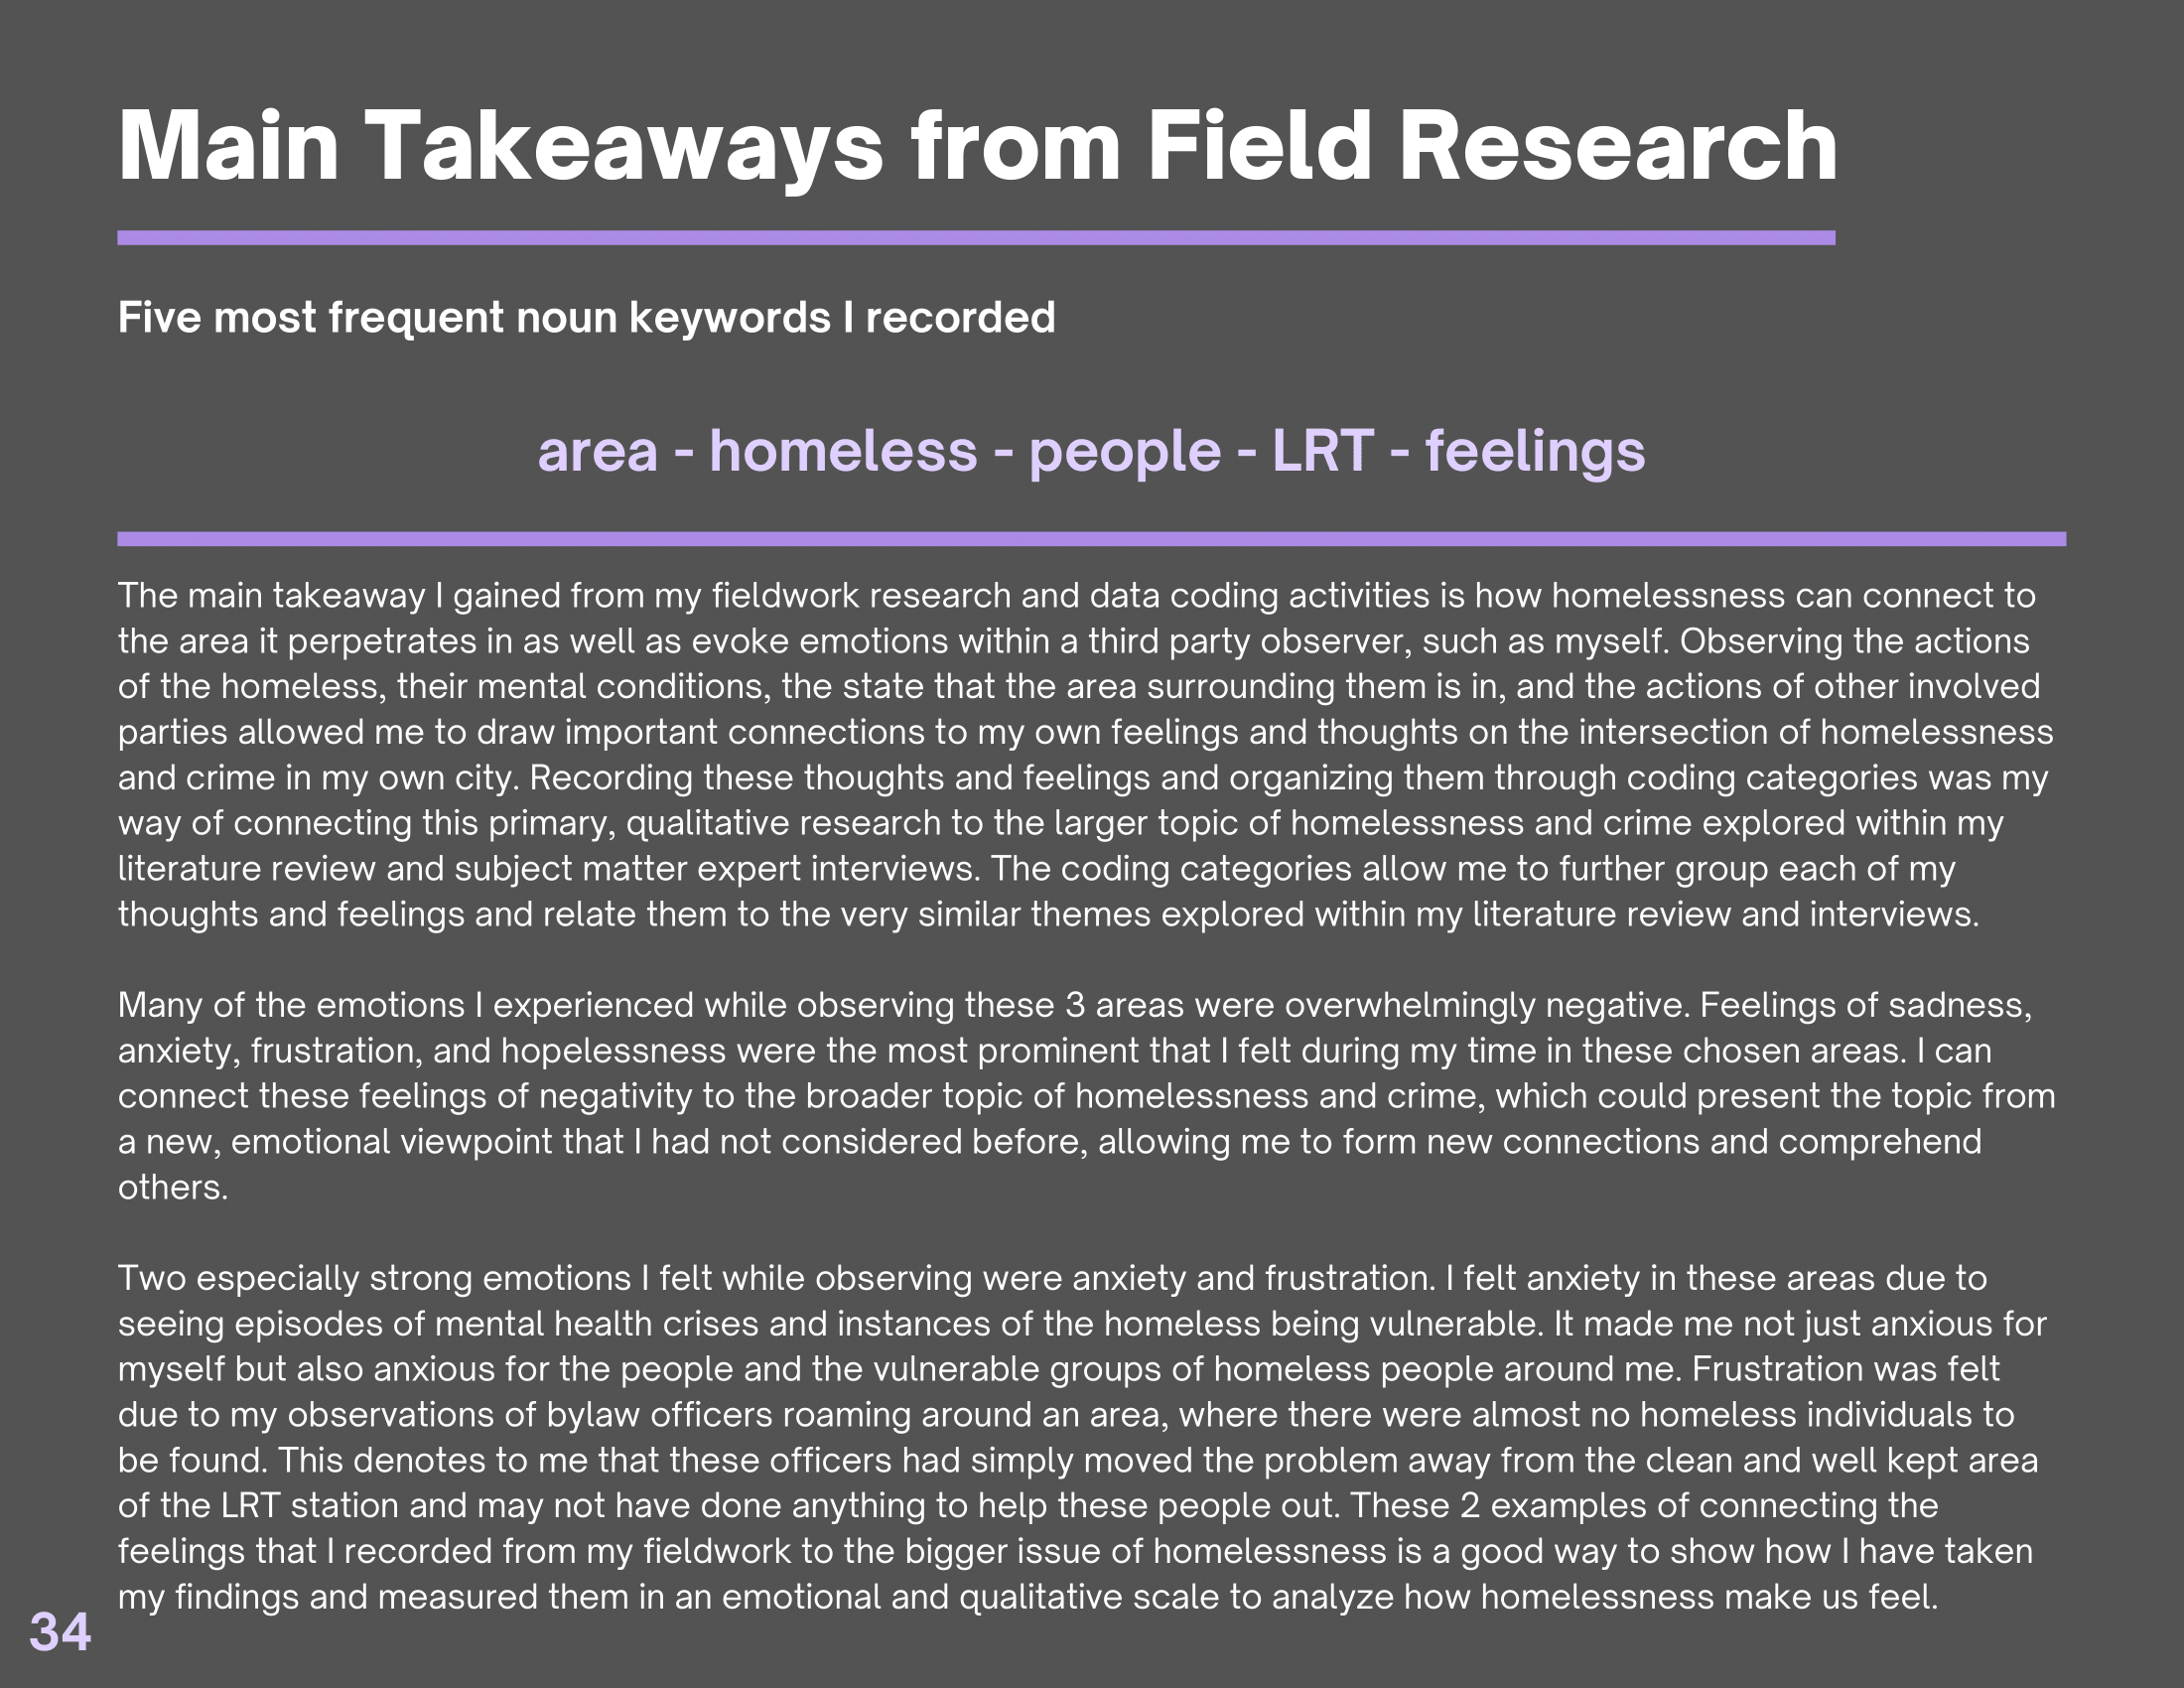 Main Takeaways from Field Research
Five most frequent noun keywords I recorded
area - homeless - people - LRT - feelings
The main takeaway I gained from my fieldwork research and data coding activities is how homelessness can connect to
the area it perpetrates in as well as evoke emotions within a third party observer, such as myself. Observing the actions
of the homeless, their mental conditions, the state that the area surrounding them is in, and the actions of other involved
parties allowed me to draw important connections to my own feelings and thoughts on the intersection of homelessness
and crime in my own city. Recording these thoughts and feelings and organizing them through coding categories was my
way of connecting this primary, qualitative research to the larger topic of homelessness and crime explored within my
literature review and subject matter expert interviews. The coding categories allow me to further group each of my
thoughts and feelings and relate them to the very similar themes explored within my literature review and interviews.
Many of the emotions I experienced while observing these 3 areas were overwhelmingly negative. Feelings of sadness,
anxiety, frustration, and hopelessness were the most prominent that I felt during my time in these chosen areas. I can
connect these feelings of negativity to the broader topic of homelessness and crime, which could present the topic from
a new, emotional viewpoint that I had not considered before, allowing me to form new connections and comprehend
others.
Two especially strong emotions I felt while observing were anxiety and frustration. I felt anxiety in these areas due to
seeing episodes of mental health crises and instances of the homeless being vulnerable. It made me not just anxious for
myself but also anxious for the people and the vulnerable groups of homeless people around me. Frustration was felt
due to my observations of bylaw officers roaming around an area, where there were almost no homeless individuals to
be found. This denotes to me that these officers had simply moved the problem away from the clean and well kept area
of the LRT station and may not have done anything to help these people out. These 2 examples of connecting the
feelings that I recorded from my fieldwork to the bigger issue of homelessness is a good way to show how I have taken
my findings and measured them in an emotional and qualitative scale to analyze how homelessness make us feel.
34